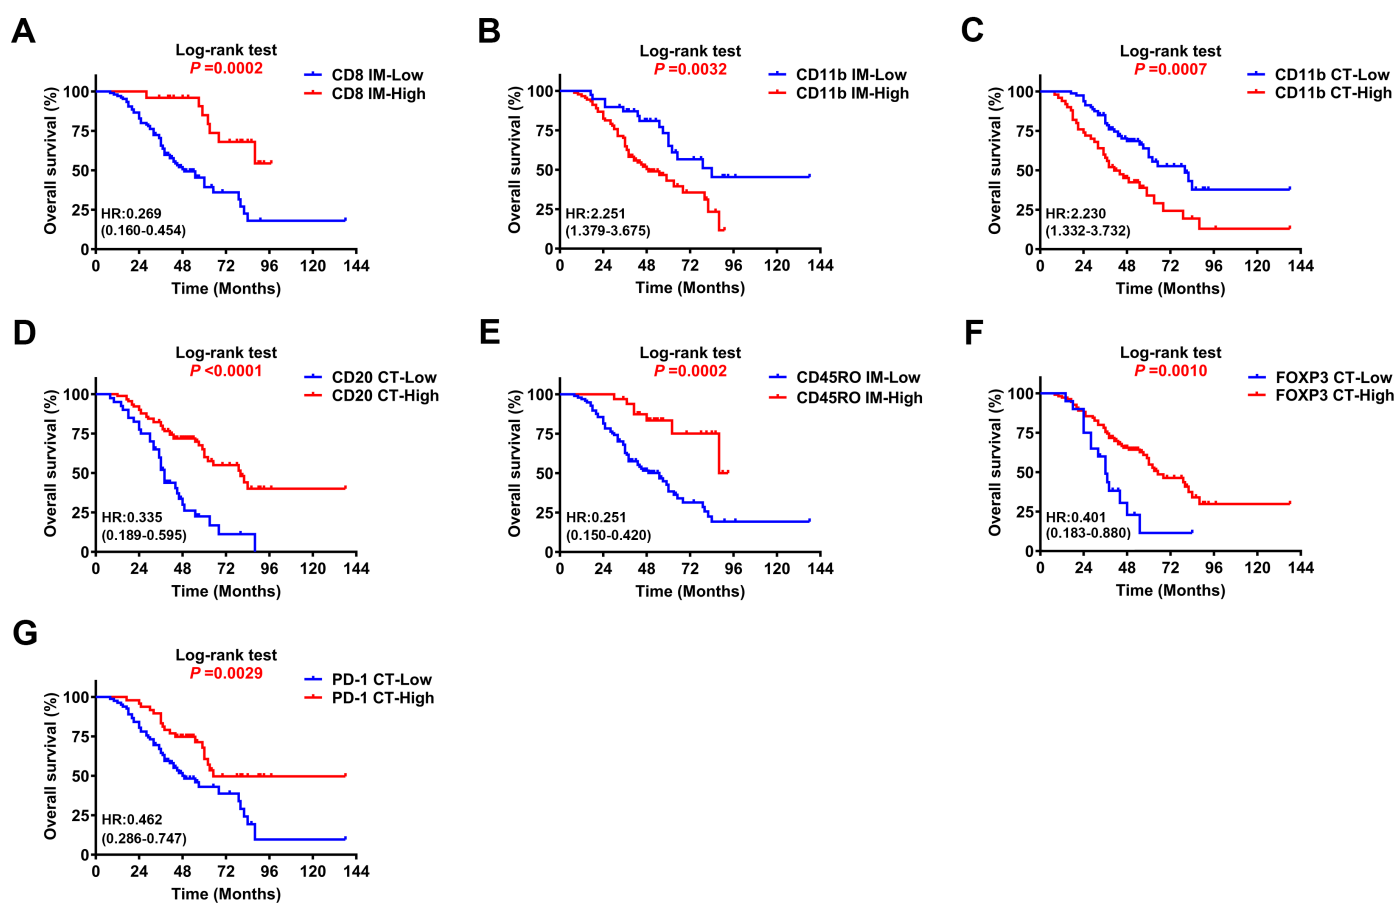 A
Log-rank test
P =0.0002
CD8 IM-Low
CD8 IM-High
Overall survival (%)
100
75
50
25
0
HR:0.269
(0.160-0.454)
0 24 48 72 96 120 144
Time (Months)
B
Log-rank test
P =0.0032
CD11b IM-Low
CD11b IM-High
Overall survival (%)
100
75
50
25
0
HR:2.251
(1.379-3.675)
0 24 48 72 96 120 144
Time (Months)
C
Log-rank test
P =0.0007
CD11b CT-Low
CD11b CT-High
Overall survival (%)
100
75
50
25
0
HR:2.230
(1.332-3.732)
0 24 48 72 96 120 144
Time (Months)
D
Log-rank test
P <0.0001
CD20 CT-Low
CD20 CT-High
Overall survival (%)
100
75
50
25
0
HR:0.335
(0.189-0.595)
0 24 48 72 96 120 144
Time (Months)
E
Log-rank test
P =0.0002
CD45RO IM-Low
CD45RO IM-High
Overall survival (%)
100
75
50
25
0
HR:0.251
(0.150-0.420)
0 24 48 72 96 120 144
Time (Months)
F
Log-rank test
P =0.0010
FOXP3 CT-Low
FOXP3 CT-High
Overall survival (%)
100
75
50
25
0
HR:0.401
(0.183-0.880)
0 24 48 72 96 120 144
Time (Months)
G
Log-rank test
P =0.0029
PD-1 CT-Low
PD-1 CT-High
Overall survival (%)
100
75
50
25
0
HR:0.462
(0.286-0.747)
0 24 48 72 96 120 144
Time (Months)